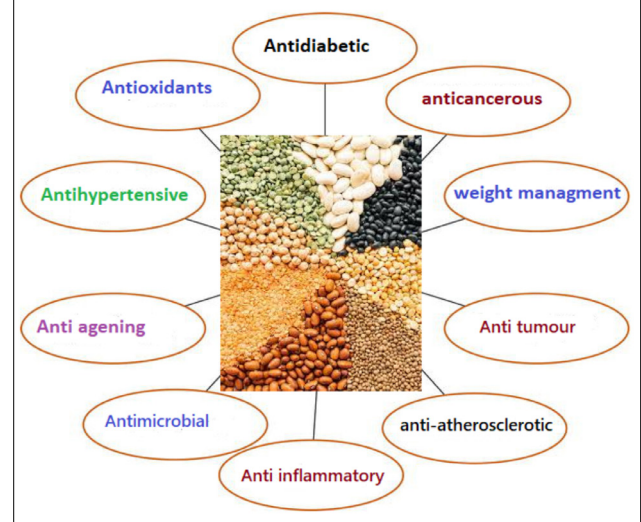 Antidiabetic
Antioxidants
anticancerous
Antihypertensive
weight managment
Anti agening
Anti tumour
Antimicrobial
anti-atherosclerotic
Anti inflammatory